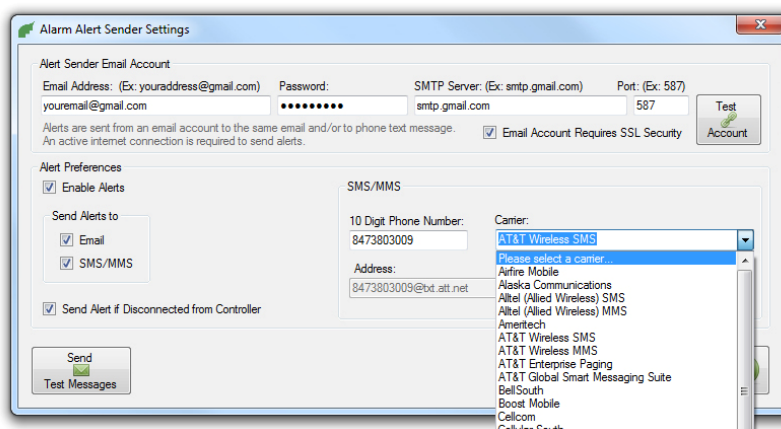 Alarm Alert Sender Settings
Alert Sender Email Account
Email Address: (Ex: youraddress@gmail.com) Password: SMTP Server: (Ex: smtp.gmail.com) Port: (Ex: 587)
youremail@gmail.com ●●●●●●●●● smtp.gmail.com 587
Test
Account
Alerts are sent from an email account to the same email and/or to phone text message.
An active internet connection is required to send alerts.
Email Account Requires SSL Security
Alert Preferences
Enable Alerts
Send Alerts to
Email
SMS/MMS
Send Alert if Disconnected from Controller
SMS/MMS
10 Digit Phone Number: Carrier:
8473803009 AT&T Wireless SMS
Address:
8473803009@txt.att.net
Please select a carrier...
Airfire Mobile
Alaska Communications
Alltel (Allied Wireless) SMS
Alltel (Allied Wireless) MMS
Ameritech
AT&T Wireless SMS
AT&T Wireless MMS
AT&T Enterprise Paging
AT&T Global Smart Messaging Suite
BellSouth
Boost Mobile
Cellcom
Cellular South
Send
Test Messages